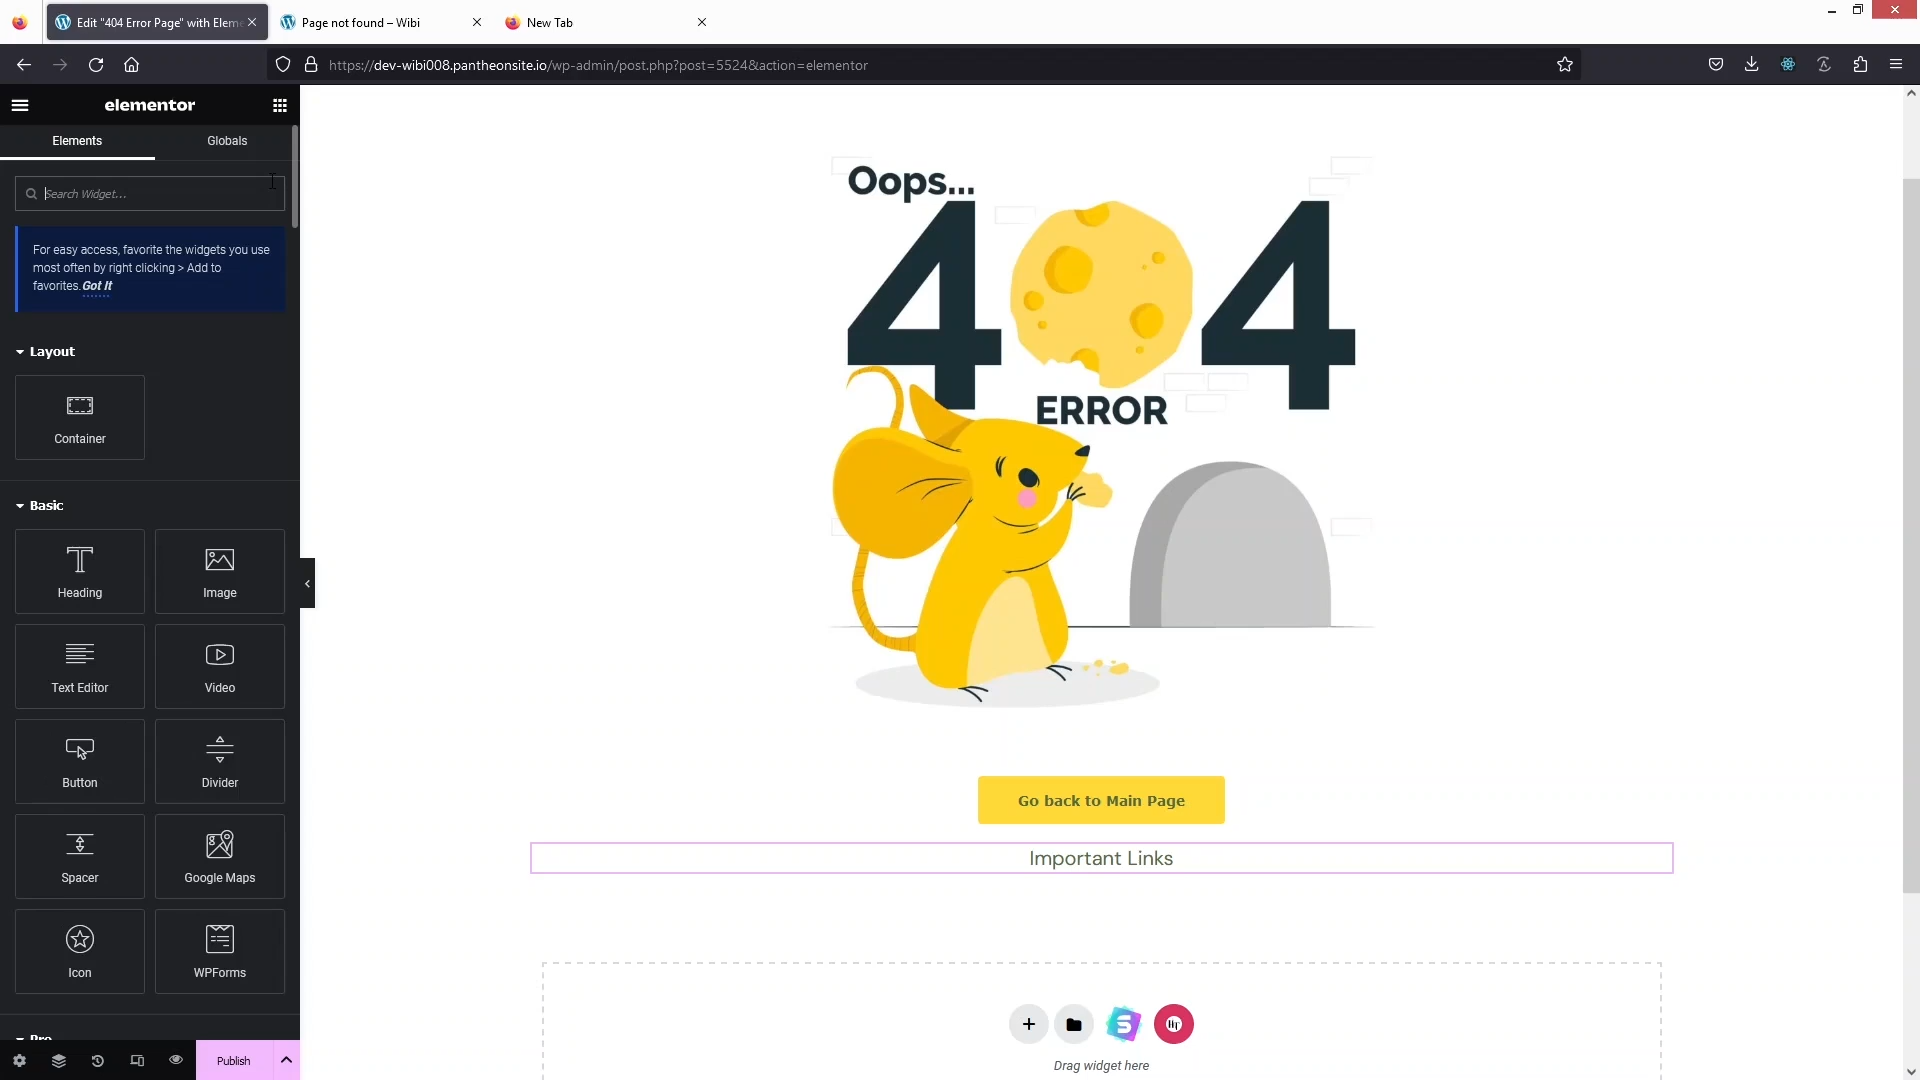 Edit "404 Error Page" with Elem
Page not found – Wibi
New Tab
https://dev-wibi008.pantheonsite.io/wp-admin/post.php?post=5524&action=elementor
elementor
Elements
Globals
Search Widget...
For easy access, favorite the widgets you use
most often by right clicking > Add to
favorites. Got It
Layout
Container
Basic
Heading
Image
Text Editor
Video
Button
Divider
Spacer
Google Maps
Icon
WPForms
Pro
Publish
Oops...
404
ERROR
Go back to Main Page
Important Links
Drag widget here